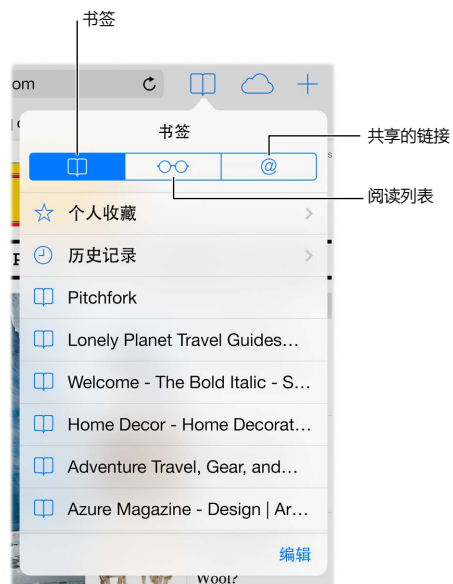 书签
om
书签
共享的链接
@
阅读列表
个人收藏
历史记录
Pitchfork
Lonely Planet Travel Guides…
Welcome - The Bold Italic - S…
Home Decor - Home Decorat…
Adventure Travel, Gear, and…
Azure Magazine - Design | Ar…
编辑
Wool?